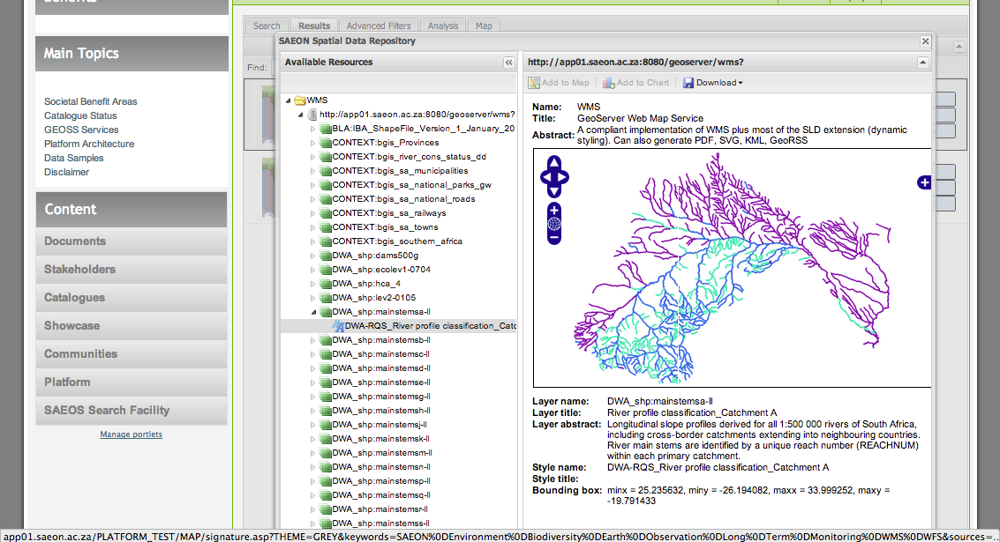 Benefits
Main Topics
Societal Benefit Areas
Catalogue Status
GEOSS Services
Platform Architecture
Data Samples
Disclaimer
Content
Documents
Stakeholders
Catalogues
Showcase
Communities
Platform
SAEOS Search Facility
Manage portlets
Search
Results
Advanced Filters
Analysis
Map
Find:
SAEON Spatial Data Repository
Available Resources
WMS
http://app01.saeon.ac.za:8080/geoserver/wms?
BLA:IBA_ShapeFile_Version_1_January_20
CONTEXT:bgis_Provinces
CONTEXT:bgis_river_cons_status_dd
CONTEXT:bgis_sa_municipalities
CONTEXT:bgis_sa_national_parks_gw
CONTEXT:bgis_sa_national_roads
CONTEXT:bgis_sa_railways
CONTEXT:bgis_sa_towns
CONTEXT:bgis_southern_africa
DWA_shp:dams500g
DWA_shp:ecolev1-0704
DWA_shp:hca_4
DWA_shp:lev2-0105
DWA_shp:mainstemsa-ll
DWA-RQS_River profile classification_Catc
DWA_shp:mainstemsb-ll
DWA_shp:mainstemsc-ll
DWA_shp:mainstemsd-ll
DWA_shp:mainstemse-ll
DWA_shp:mainstemsg-ll
DWA_shp:mainstemsh-ll
DWA_shp:mainstemsj-ll
DWA_shp:mainstemsk-ll
DWA_shp:mainstemsm-ll
DWA_shp:mainstemsn-ll
DWA_shp:mainstemsp-ll
DWA_shp:mainstemsq-ll
DWA_shp:mainstemsr-ll
DWA_shp:mainstemss-ll
http://app01.saeon.ac.za:8080/geoserver/wms?
Add to Map
Add to Chart
Download
Name: WMS
Title: GeoServer Web Map Service
Abstract: A compliant implementation of WMS plus most of the SLD extension (dynamic
styling). Can also generate PDF, SVG, KML, GeoRSS
Layer name: DWA_shp:mainstemsa-ll
Layer title: River profile classification_Catchment A
Layer abstract: Longitudinal slope profiles derived for all 1:500 000 rivers of South Africa,
including cross-border catchments extending into neighbouring countries.
River main stems are identified by a unique reach number (REACHNUM)
within each primary catchment.
Style name: DWA-RQS_River profile classification_Catchment A
Style title:
Bounding box: minx = 25.235632, miny = -26.194082, maxx = 33.999252, maxy =
-19.791433
app01.saeon.ac.za/PLATFORM_TEST/MAP/signature.asp?THEME=GREY&keywords=SAEON%0DEnvironment%0DBiodiversity%0DEarth%0DObservation%0DLong%0DTerm%0DMonitoring%0DWMS%0DWFS&sources=...